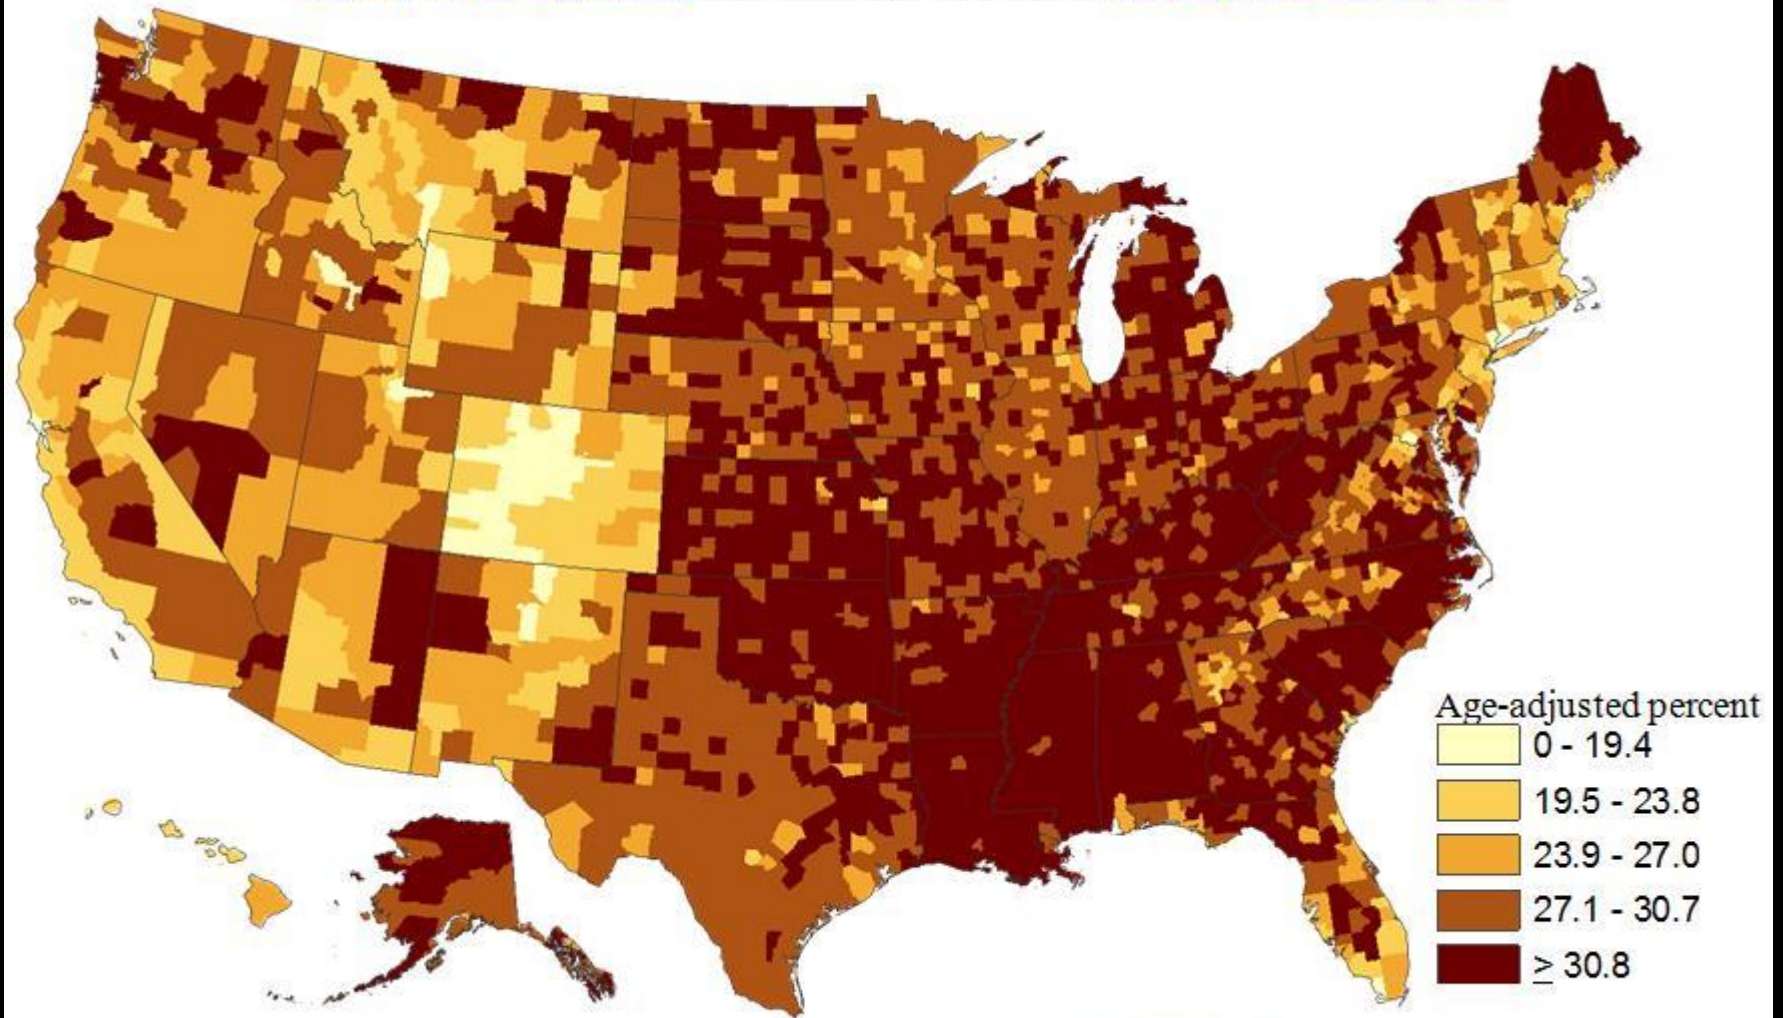 Age-adjusted percent
0 - 19.4
19.5 - 23.8
23.9 - 27.0
27.1 - 30.7
≥ 30.8